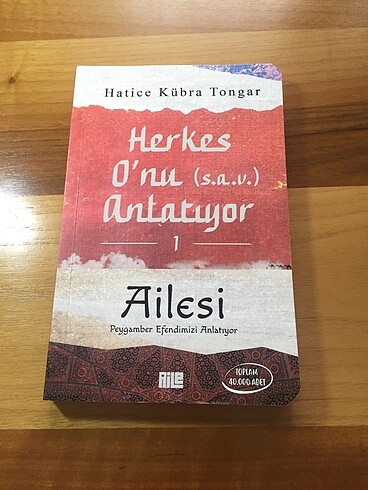 Hatice Kübra Tongar
Herkes
O'nu (s.a.v.)
Anlatıyor
1
Ailesi
Peygamber Efendimizi Anlatıyor
Aile
TOPLAM
40.000 ADET